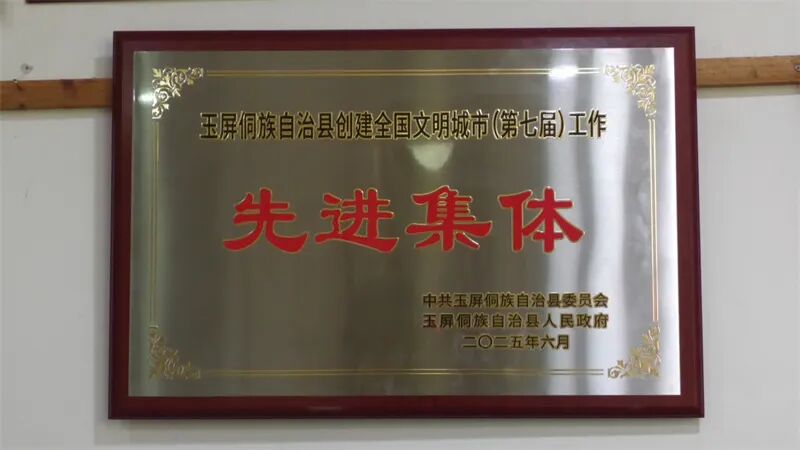 玉屏侗族自治县创建全国文明城市(第七届)工作
先进集体
中共玉屏侗族自治县委员会
玉屏侗族自治县人民政府
二〇二五年六月